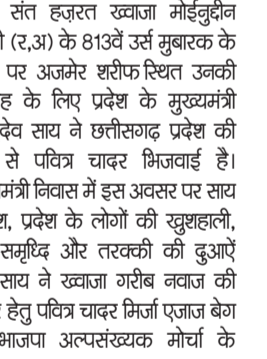 संत हज़रत ख्वाजा मोईनुद्दीन
(र,अ) के 813वें उर्स मुबारक के
पर अजमेर शरीफ स्थित उनकी
ह के लिए प्रदेश के मुख्यमंत्री
देव साय ने छत्तीसगढ़ प्रदेश की
से पवित्र चादर भिजवाई है।
मंत्री निवास में इस अवसर पर साय
श, प्रदेश के लोगों की खुशहाली,
समृध्दि और तरक्की की दुआएें
साय ने ख्वाजा गरीब नवाज की
हेतु पवित्र चादर मिर्जा एजाज बेग
भाजपा अल्पसंख्यक मोर्चा के